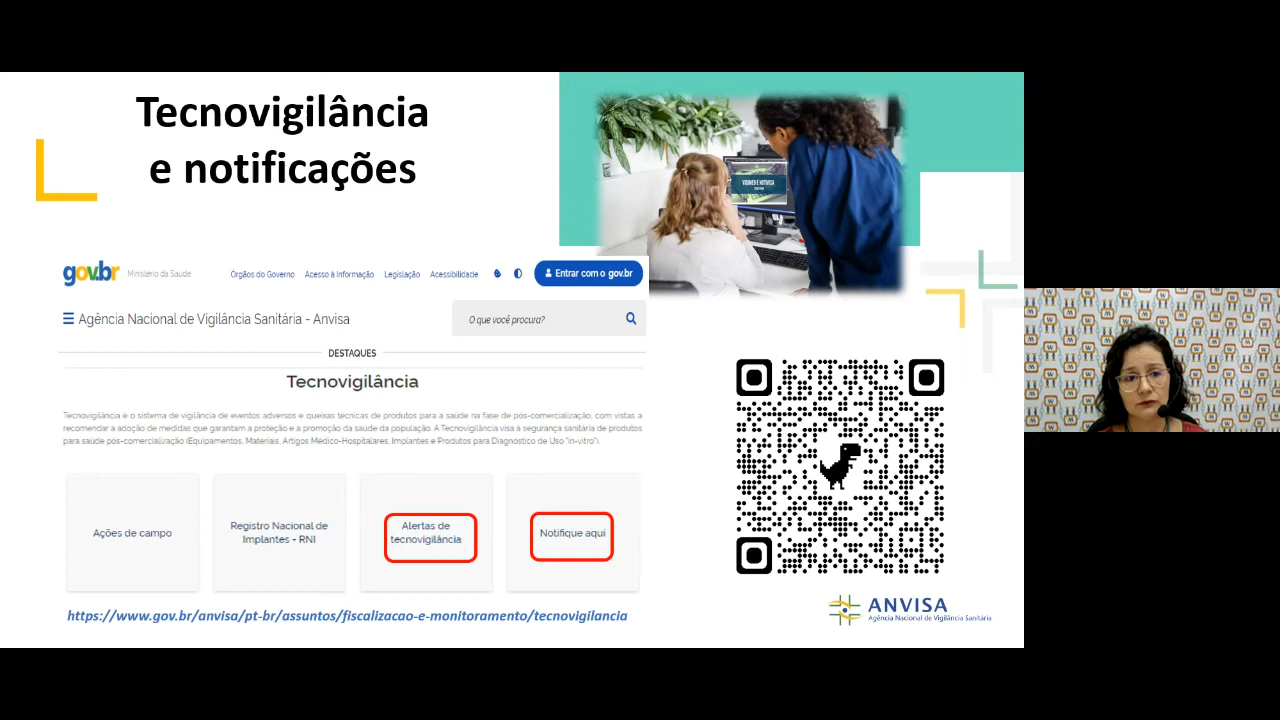 Tecnovigilância
e notificações
VIGIMED E NOTIVISA
gov.br Ministério da Saúde Órgãos do Governo Acesso à Informação Legislação Acessibilidade Entrar com o gov.br
Agência Nacional de Vigilância Sanitária - Anvisa O que você procura?
DESTAQUES
Tecnovigilância
Tecnovigilância é o sistema de vigilância de eventos adversos e queixas técnicas de produtos para a saúde na fase de pós-comercialização, com vistas a
recomendar a adoção de medidas que garantam a proteção e a promoção da saúde da população. A Tecnovigilância visa à segurança sanitária de produtos
para saúde pós-comercialização (Equipamentos, Materiais, Artigos Médico-Hospitalares, Implantes e Produtos para Diagnóstico de Uso "in-vitro").
Ações de campo
Registro Nacional de
Implantes - RNI
Alertas de
tecnovigilância
Notifique aqui
https://www.gov.br/anvisa/pt-br/assuntos/fiscalizacao-e-monitoramento/tecnovigilancia
ANVISA
Agência Nacional de Vigilância Sanitária